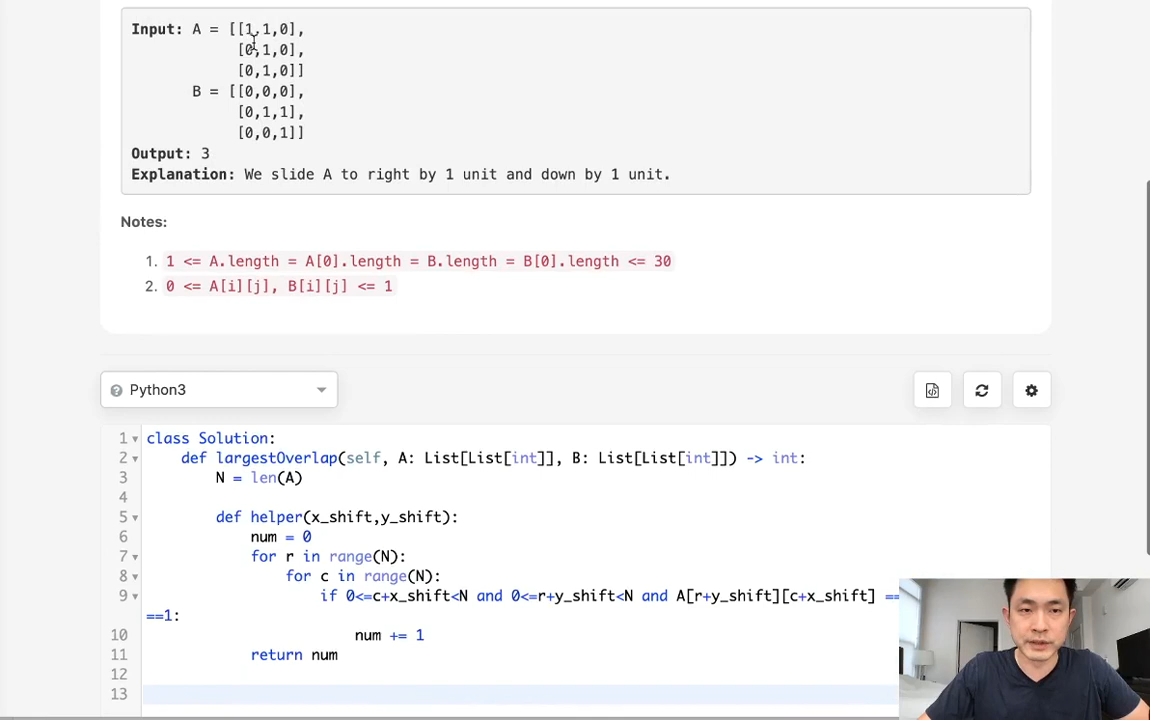 Input: A = [[1,1,0],
[0,1,0],
[0,1,0]]
B = [[0,0,0],
[0,1,1],
[0,0,1]]
Output: 3
Explanation: We slide A to right by 1 unit and down by 1 unit.
Notes:
1. 1 <= A.length = A[0].length = B.length = B[0].length <= 30
2. 0 <= A[i][j], B[i][j] <= 1
Python3
1 class Solution:
2 def largestOverlap(self, A: List[List[int]], B: List[List[int]]) -> int:
3 N = len(A)
4
5 def helper(x_shift,y_shift):
6 num = 0
7 for r in range(N):
8 for c in range(N):
9 if 0<=c+x_shift<N and 0<=r+y_shift<N and A[r+y_shift][c+x_shift] ==
==1:
10 num += 1
11 return num
12
13